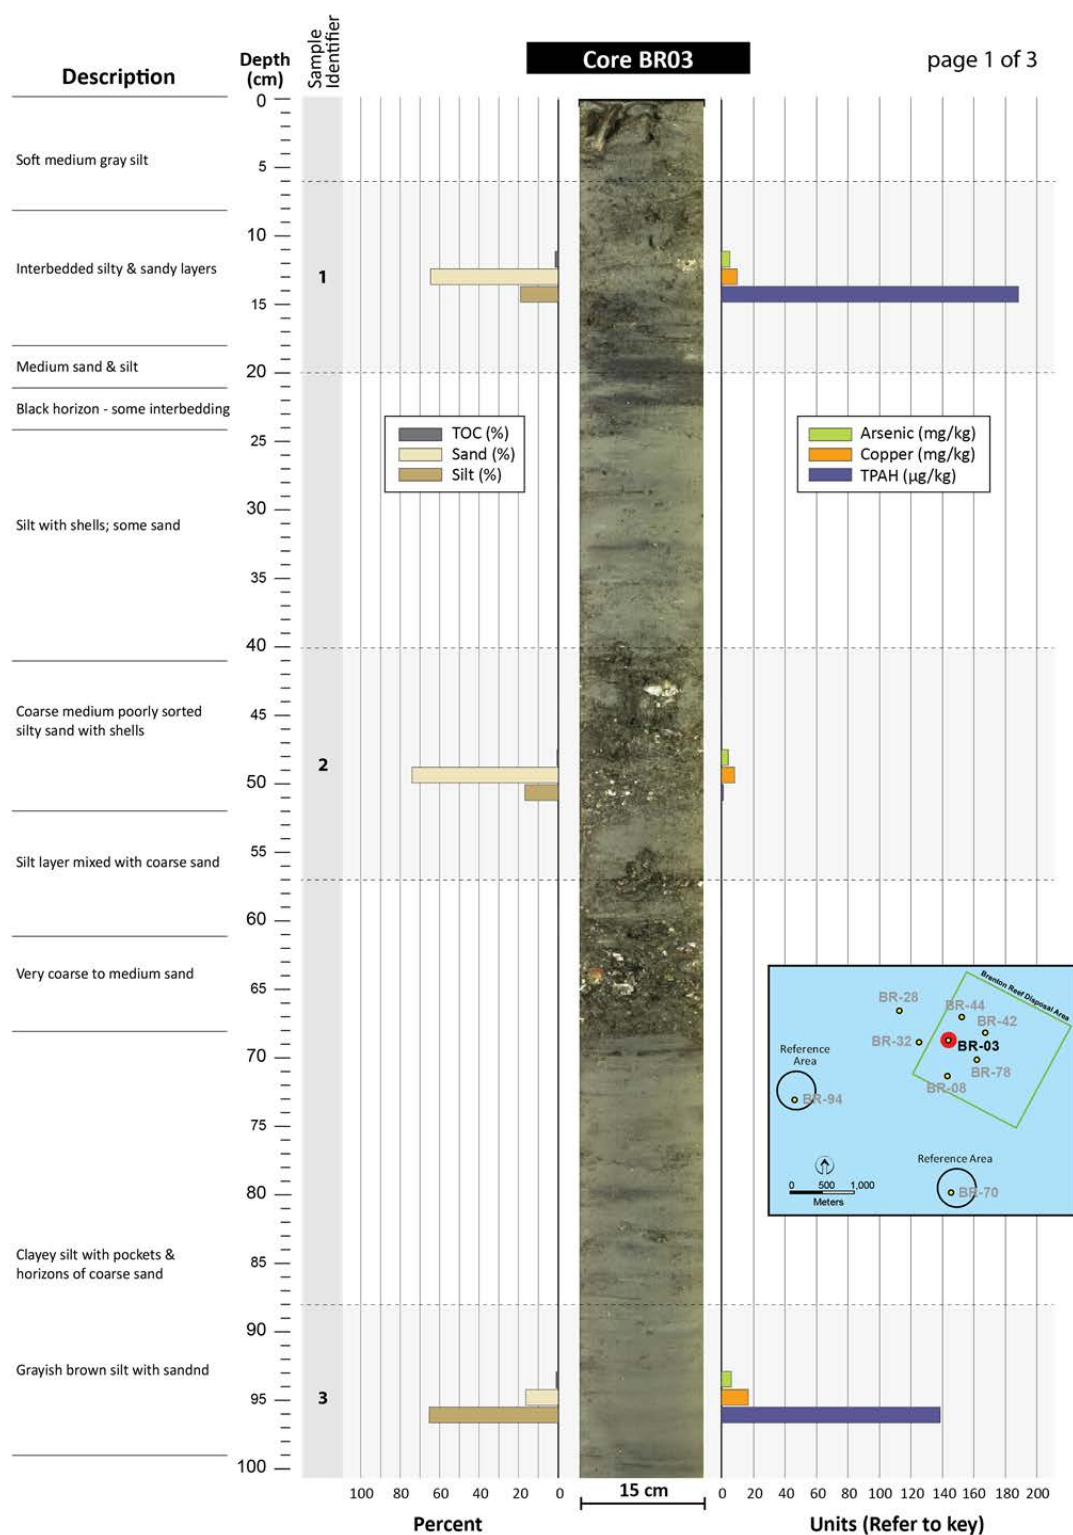 Core BR03
page 1 of 3
Description
Depth
(cm)
Sample
Identifier
0
Soft medium gray silt
5
10
Interbedded silty & sandy layers
1
15
Medium sand & silt
20
Black horizon - some interbedding
TOC (%)
Sand (%)
Silt (%)
Arsenic (mg/kg)
Copper (mg/kg)
TPAH (µg/kg)
25
30
Silt with shells; some sand
35
40
Coarse medium poorly sorted
silty sand with shells
45
2
50
Silt layer mixed with coarse sand
55
60
Very coarse to medium sand
65
70
75
80
Clayey silt with pockets &
horizons of coarse sand
85
90
Grayish brown silt with sandnd
3
95
100
Brenton Reef Disposal Area
BR-28
BR-44
BR-42
BR-32
BR-03
Reference
Area
BR-78
BR-08
BR-94
Reference Area
BR-70
0 500 1,000
Meters
100 80 60 40 20 0
15 cm
0 20 40 60 80 100 120 140 160 180 200
Percent
Units (Refer to key)